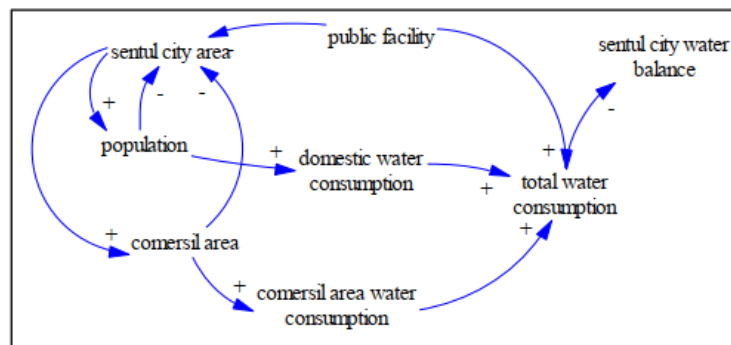 public facility
sentul city area-
sentul city water
balance
+
-
-
-
population
+
domestic water
consumption
+
+
total water
consumption
+
+
comersil area
+
comersil area water
consumption